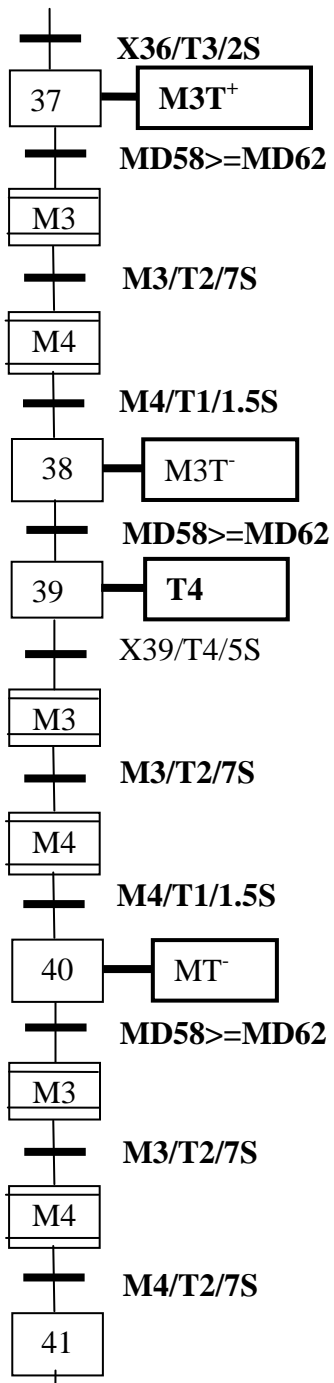 X36/T3/2S
37 M3T⁺
MD58>=MD62
M3
M3/T2/7S
M4
M4/T1/1.5S
38 M3T⁻
MD58>=MD62
39 T4
X39/T4/5S
M3
M3/T2/7S
M4
M4/T1/1.5S
40 MT⁻
MD58>=MD62
M3
M3/T2/7S
M4
M4/T2/7S
41